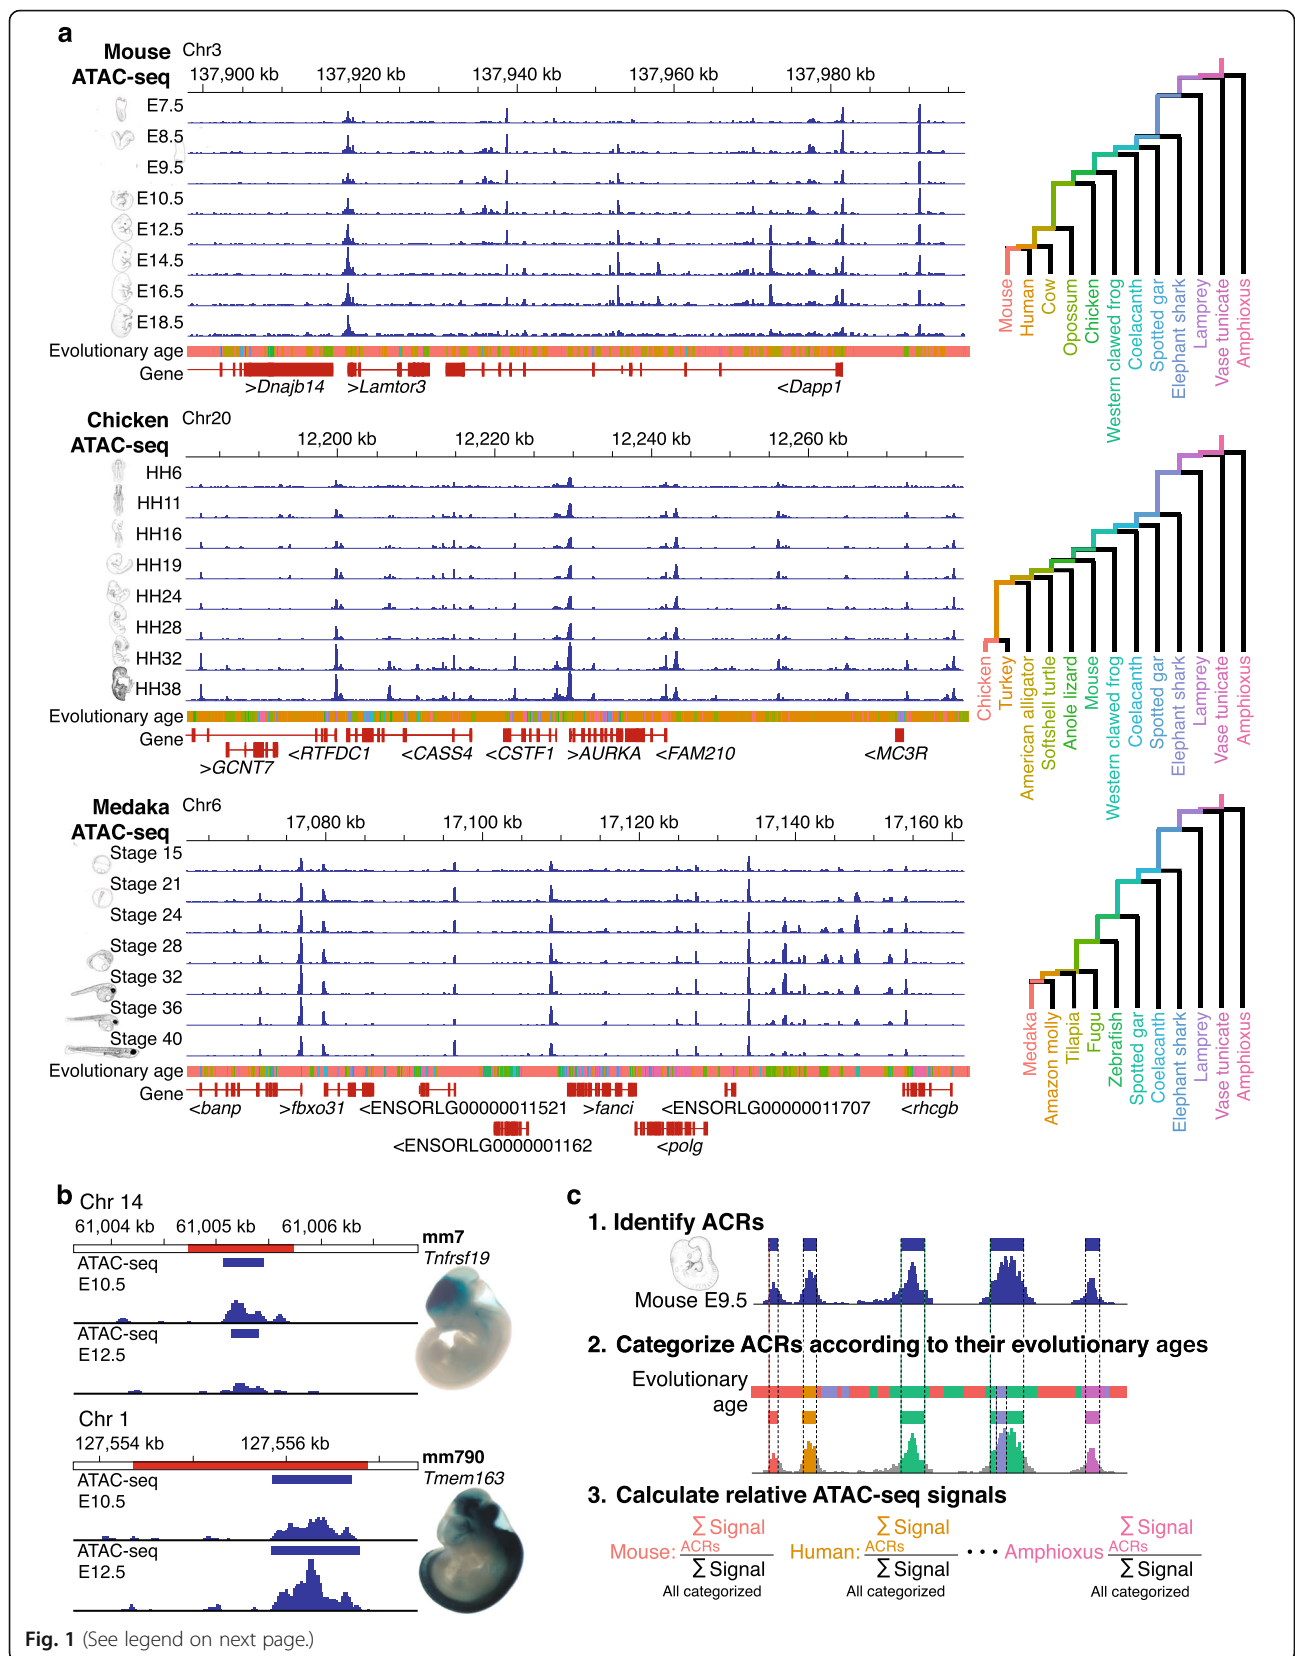 a
Mouse
ATAC-seq
Chr3
137,900 kb 137,920 kb 137,940 kb 137,960 kb 137,980 kb
E7.5
E8.5
E9.5
E10.5
E12.5
E14.5
E16.5
E18.5
Evolutionary age
Gene
>Dnajb14 >Lamtor3 <Dapp1
Mouse
Human
Cow
Opossum
Chicken
Western clawed frog
Coelacanth
Spotted gar
Elephant shark
Lamprey
Vase tunicate
Amphioxus
Chicken
ATAC-seq
Chr20
12,200 kb 12,220 kb 12,240 kb 12,260 kb
HH6
HH11
HH16
HH19
HH24
HH28
HH32
HH38
Evolutionary age
Gene
>GCNT7 <RTFDC1 <CASS4 <CSTF1 >AURKA <FAM210 <MC3R
Chicken
Turkey
American alligator
Softshell turtle
Anole lizard
Mouse
Western clawed frog
Coelacanth
Spotted gar
Elephant shark
Lamprey
Vase tunicate
Amphioxus
Medaka
ATAC-seq
Chr6
17,080 kb 17,100 kb 17,120 kb 17,140 kb 17,160 kb
Stage 15
Stage 21
Stage 24
Stage 28
Stage 32
Stage 36
Stage 40
Evolutionary age
Gene
<banp >fbxo31 <ENSORLG00000011521 >fanci <ENSORLG00000011707 <rhcgb
<ENSORLG0000001162 <polg
Medaka
Amazon molly
Tilapia
Fugu
Zebrafish
Spotted gar
Coelacanth
Elephant shark
Lamprey
Vase tunicate
Amphioxus
b
Chr 14
61,004 kb 61,005 kb 61,006 kb
ATAC-seq
E10.5
ATAC-seq
E12.5
mm7
Tnfrsf19
Chr 1
127,554 kb 127,556 kb
ATAC-seq
E10.5
ATAC-seq
E12.5
mm790
Tmem163
c
1. Identify ACRs
Mouse E9.5
2. Categorize ACRs according to their evolutionary ages
Evolutionary
age
3. Calculate relative ATAC-seq signals
Mouse: ∑ Signal ACRs / ∑ Signal All categorized
Human: ∑ Signal ACRs / ∑ Signal All categorized
• • • Amphioxus ∑ Signal ACRs / ∑ Signal All categorized
Fig. 1 (See legend on next page.)